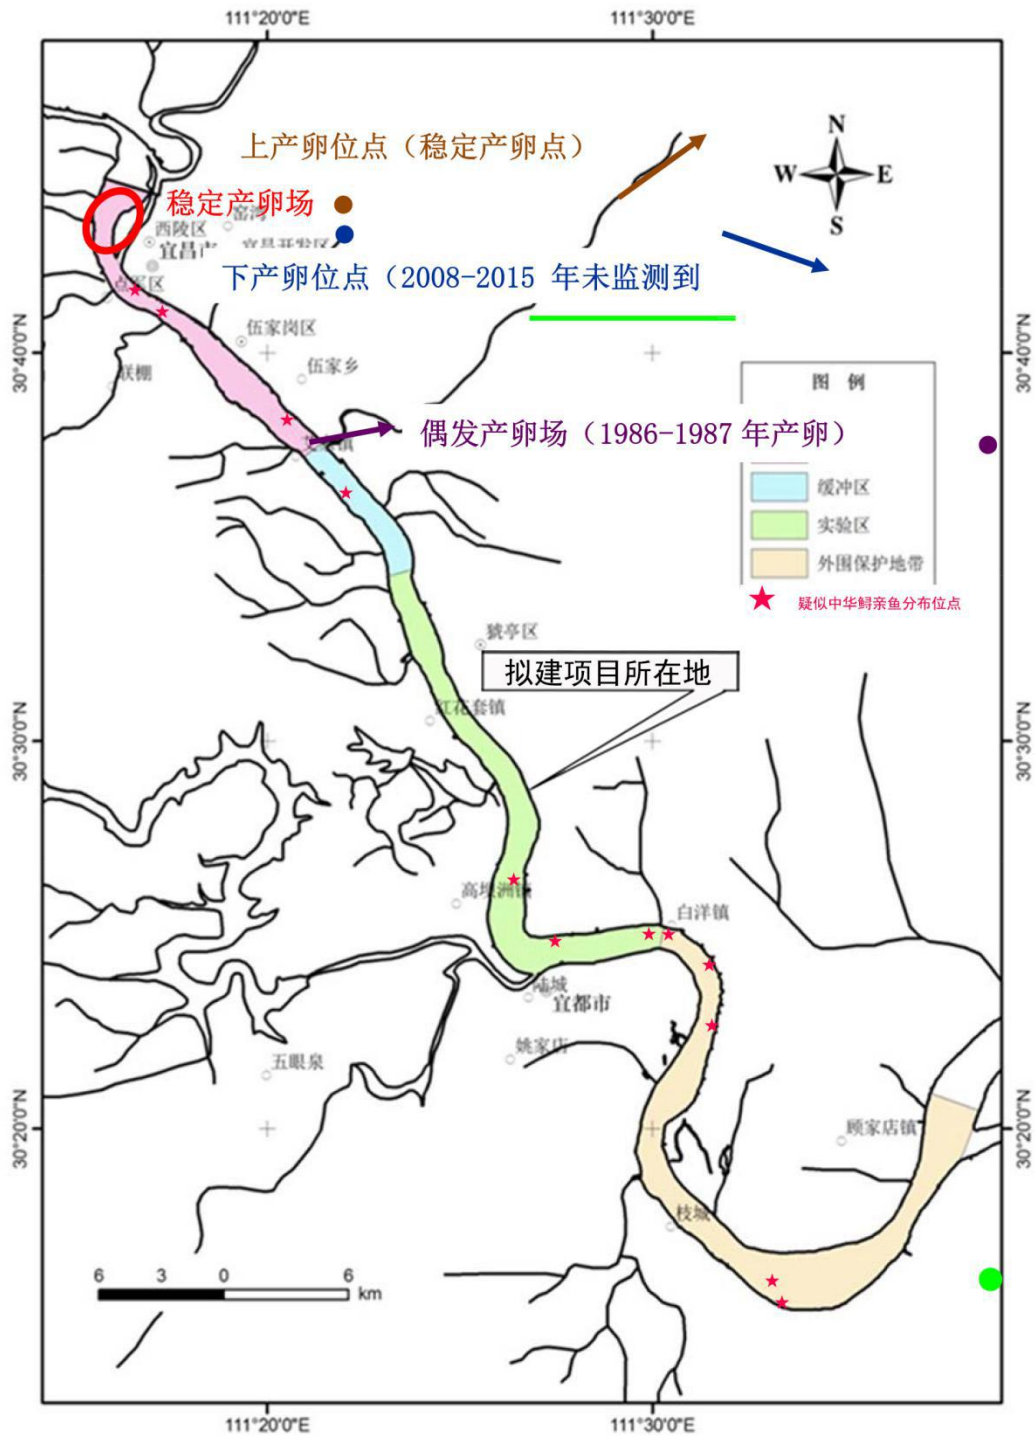 111°20'0"E
111°30'0"E
N
W
E
S
上产卵位点（稳定产卵点）
稳定产卵场
窑湾
西陵区
宜昌市
宜昌开发区
下产卵位点（2008-2015 年未监测到
点军区
伍家岗区
30°40'0"N
30°40'0"N
联棚
伍家乡
图 例
偶发产卵场（1986-1987 年产卵）
缓冲区
实验区
外围保护地带
疑似中华鲟亲鱼分布位点
猇亭区
拟建项目所在地
红花套镇
30°30'0"N
30°30'0"N
高坝洲镇
白洋镇
陆城
宜都市
姚家店
五眼泉
30°20'0"N
30°20'0"N
顾家店镇
枝城
6 3 0 6
km
111°20'0"E
111°30'0"E